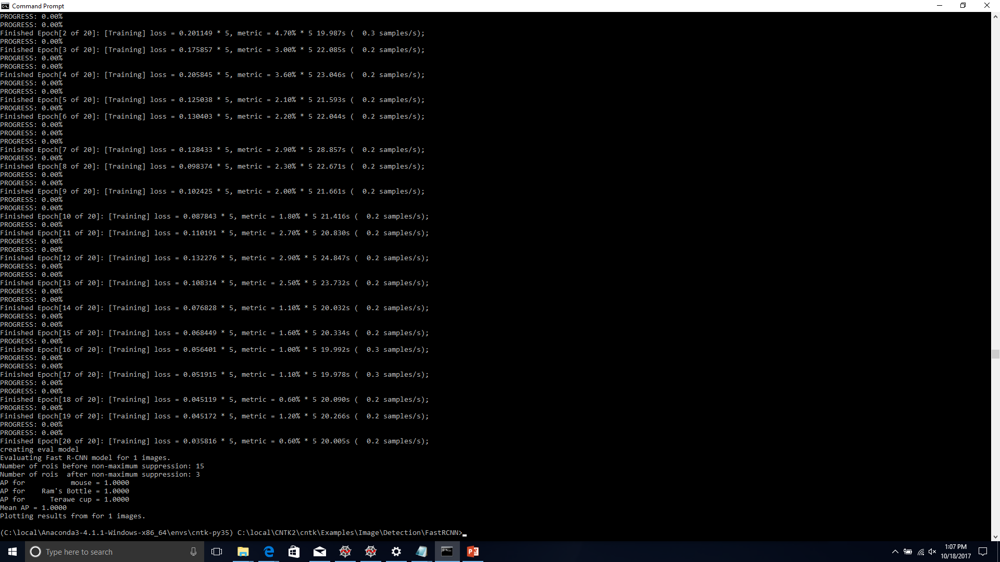 Command Prompt
PROGRESS: 0.00%
PROGRESS: 0.00%
Finished Epoch[2 of 20]: [Training] loss = 0.201149 * 5, metric = 4.70% * 5 19.987s (  0.3 samples/s);
PROGRESS: 0.00%
Finished Epoch[3 of 20]: [Training] loss = 0.175857 * 5, metric = 3.00% * 5 22.085s (  0.2 samples/s);
PROGRESS: 0.00%
PROGRESS: 0.00%
Finished Epoch[4 of 20]: [Training] loss = 0.205845 * 5, metric = 3.60% * 5 23.046s (  0.2 samples/s);
PROGRESS: 0.00%
PROGRESS: 0.00%
Finished Epoch[5 of 20]: [Training] loss = 0.125038 * 5, metric = 2.10% * 5 21.593s (  0.2 samples/s);
PROGRESS: 0.00%
Finished Epoch[6 of 20]: [Training] loss = 0.130403 * 5, metric = 2.20% * 5 22.044s (  0.2 samples/s);
PROGRESS: 0.00%
PROGRESS: 0.00%
PROGRESS: 0.00%
Finished Epoch[7 of 20]: [Training] loss = 0.128433 * 5, metric = 2.90% * 5 28.857s (  0.2 samples/s);
PROGRESS: 0.00%
Finished Epoch[8 of 20]: [Training] loss = 0.098374 * 5, metric = 2.30% * 5 22.671s (  0.2 samples/s);
PROGRESS: 0.00%
PROGRESS: 0.00%
Finished Epoch[9 of 20]: [Training] loss = 0.102425 * 5, metric = 2.00% * 5 21.661s (  0.2 samples/s);
PROGRESS: 0.00%
PROGRESS: 0.00%
Finished Epoch[10 of 20]: [Training] loss = 0.087843 * 5, metric = 1.80% * 5 21.416s (  0.2 samples/s);
PROGRESS: 0.00%
Finished Epoch[11 of 20]: [Training] loss = 0.110191 * 5, metric = 2.70% * 5 20.830s (  0.2 samples/s);
PROGRESS: 0.00%
PROGRESS: 0.00%
Finished Epoch[12 of 20]: [Training] loss = 0.132276 * 5, metric = 2.90% * 5 24.847s (  0.2 samples/s);
PROGRESS: 0.00%
PROGRESS: 0.00%
Finished Epoch[13 of 20]: [Training] loss = 0.108314 * 5, metric = 2.50% * 5 23.732s (  0.2 samples/s);
PROGRESS: 0.00%
PROGRESS: 0.00%
Finished Epoch[14 of 20]: [Training] loss = 0.076828 * 5, metric = 1.10% * 5 20.032s (  0.2 samples/s);
PROGRESS: 0.00%
PROGRESS: 0.00%
Finished Epoch[15 of 20]: [Training] loss = 0.068449 * 5, metric = 1.60% * 5 20.334s (  0.2 samples/s);
PROGRESS: 0.00%
Finished Epoch[16 of 20]: [Training] loss = 0.056401 * 5, metric = 1.00% * 5 19.992s (  0.3 samples/s);
PROGRESS: 0.00%
PROGRESS: 0.00%
Finished Epoch[17 of 20]: [Training] loss = 0.051915 * 5, metric = 1.10% * 5 19.978s (  0.3 samples/s);
PROGRESS: 0.00%
PROGRESS: 0.00%
Finished Epoch[18 of 20]: [Training] loss = 0.045119 * 5, metric = 0.60% * 5 20.090s (  0.2 samples/s);
PROGRESS: 0.00%
Finished Epoch[19 of 20]: [Training] loss = 0.045172 * 5, metric = 1.20% * 5 20.266s (  0.2 samples/s);
PROGRESS: 0.00%
PROGRESS: 0.00%
Finished Epoch[20 of 20]: [Training] loss = 0.035816 * 5, metric = 0.60% * 5 20.005s (  0.2 samples/s);
creating eval model
Evaluating Fast R-CNN model for 1 images.
Number of rois before non-maximum suppression: 15
Number of rois  after non-maximum suppression: 3
AP for           mouse = 1.0000
AP for    Ram's Bottle = 1.0000
AP for      Terawe cup = 1.0000
Mean AP = 1.0000
Plotting results from for 1 images.
(C:\local\Anaconda3-4.1.1-Windows-x86_64\envs\cntk-py35) C:\local\CNTK2\cntk\Examples\Image\Detection\FastRCNN>
Type here to search
1:07 PM
10/18/2017